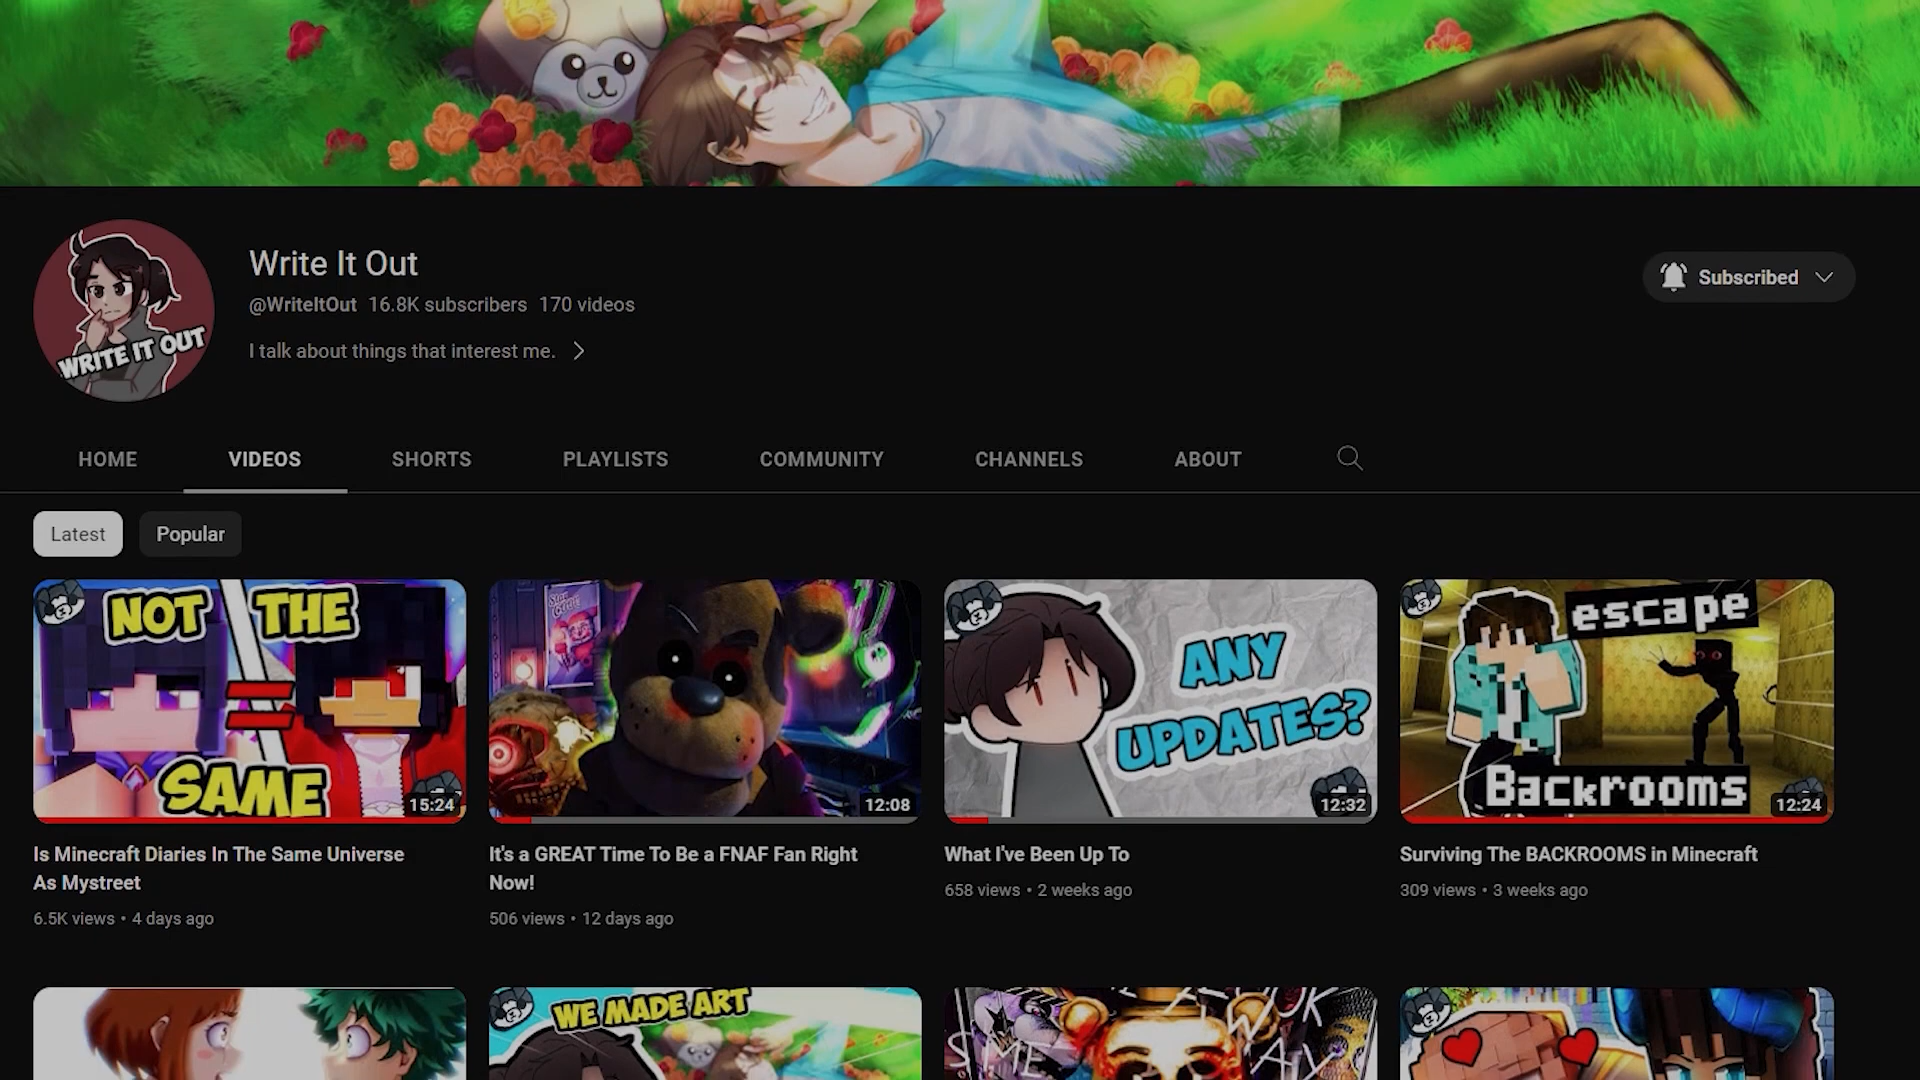 Write It Out
@WriteItOut 16.8K subscribers 170 videos
I talk about things that interest me.
WRITE IT OUT
Subscribed
HOME VIDEOS SHORTS PLAYLISTS COMMUNITY CHANNELS ABOUT
Latest Popular
NOT THE
SAME
15:24
12:08
ANY
UPDATES?
12:32
escape
Backrooms
12:24
Is Minecraft Diaries In The Same Universe
As Mystreet
6.5K views • 4 days ago
It's a GREAT Time To Be a FNAF Fan Right
Now!
506 views • 12 days ago
What I've Been Up To
658 views • 2 weeks ago
Surviving The BACKROOMS in Minecraft
309 views • 3 weeks ago
WE MADE ART